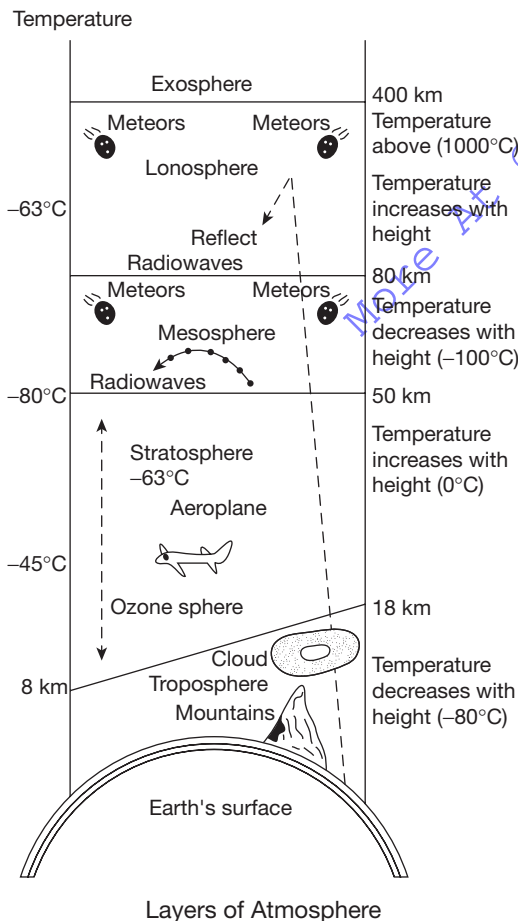 Temperature
Exosphere
400 km
Meteors
Meteors
Temperature
above (1000°C)
Lonosphere
–63°C
Temperature
increases with
height
Reflect
Radiowaves
80 km
Meteors
Meteors
Temperature
decreases with
height (–100°C)
Mesosphere
Radiowaves
–80°C
50 km
Temperature
increases with
height (0°C)
Stratosphere
–63°C
Aeroplane
–45°C
Ozone sphere
18 km
Cloud
Troposphere
8 km
Mountains
Temperature
decreases with
height (–80°C)
Earth's surface
Layers of Atmosphere
More At